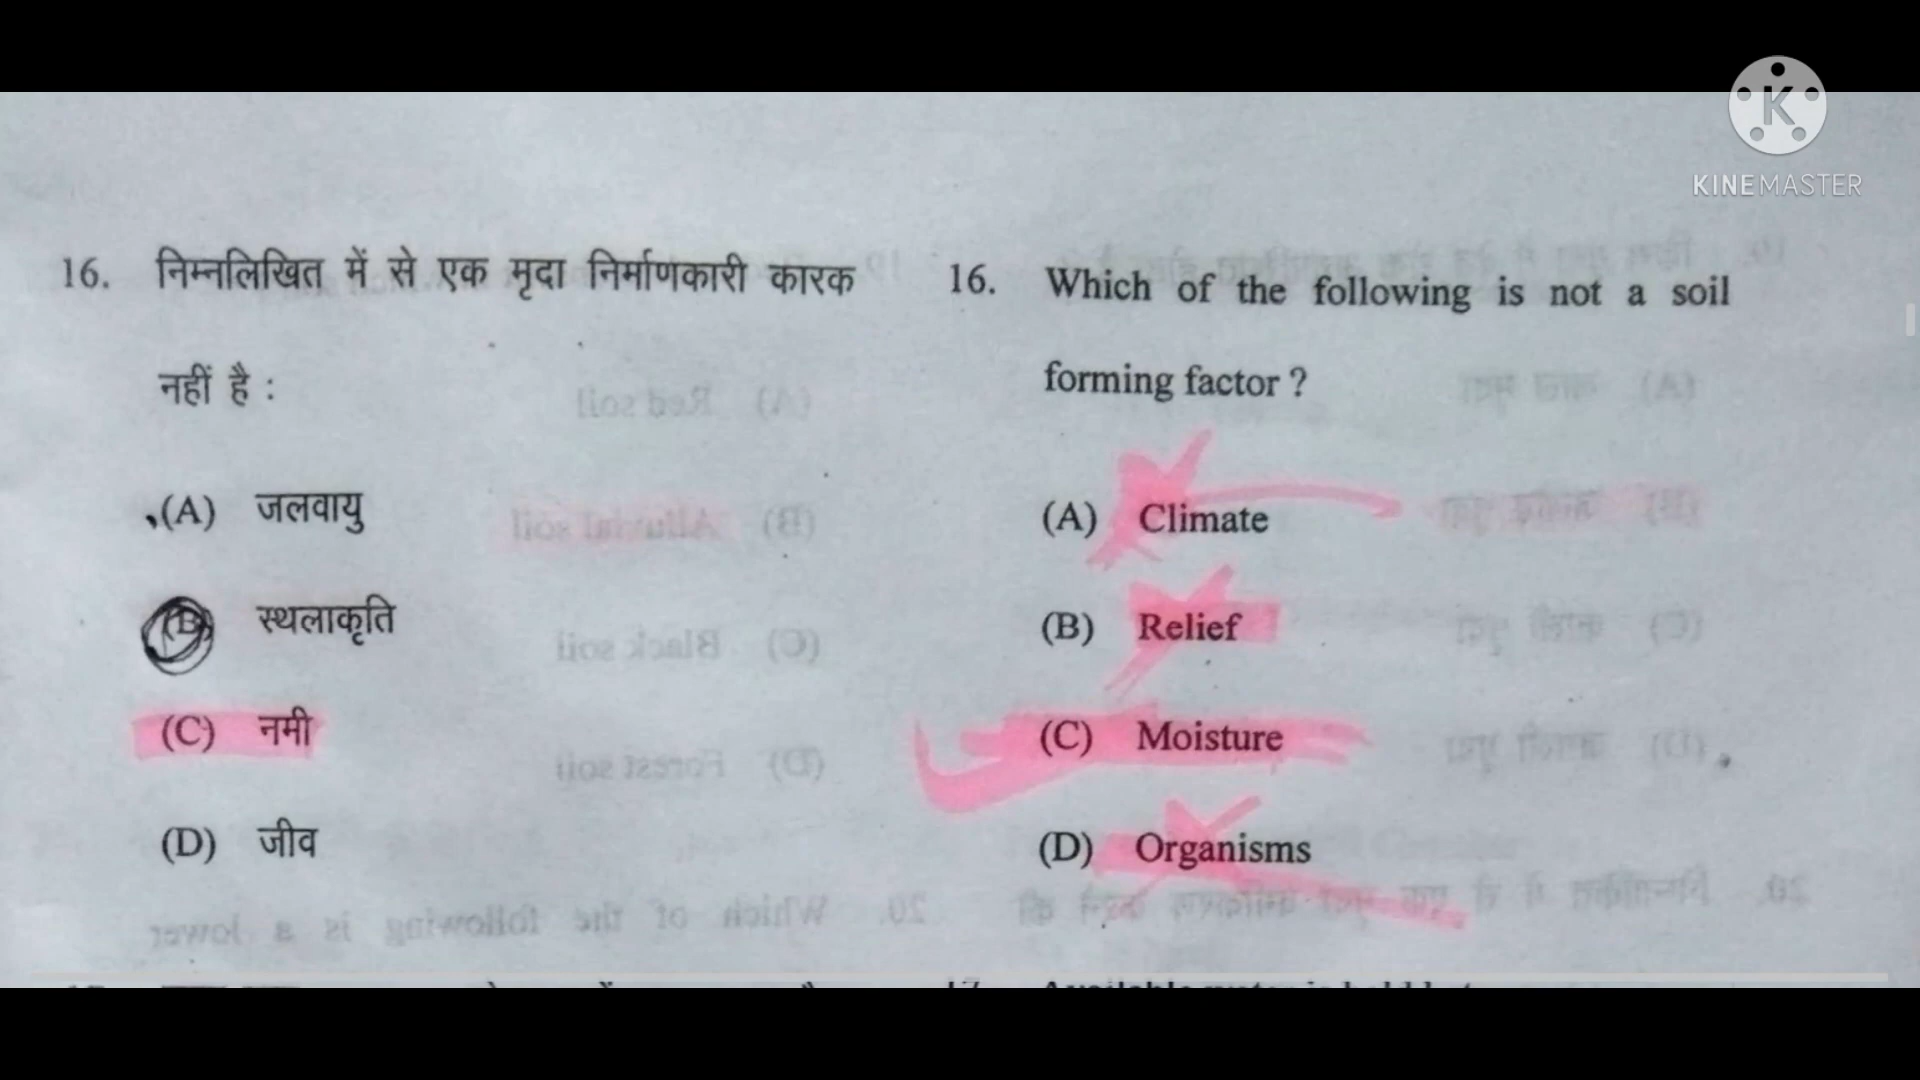 KINEMASTER
16. निम्नलिखित में से एक मृदा निर्माणकारी कारक
नहीं है :
(A) जलवायु
(B) स्थलाकृति
(C) नमी
(D) जीव
16. Which of the following is not a soil
forming factor ?
(A) Climate
(B) Relief
(C) Moisture
(D) Organisms